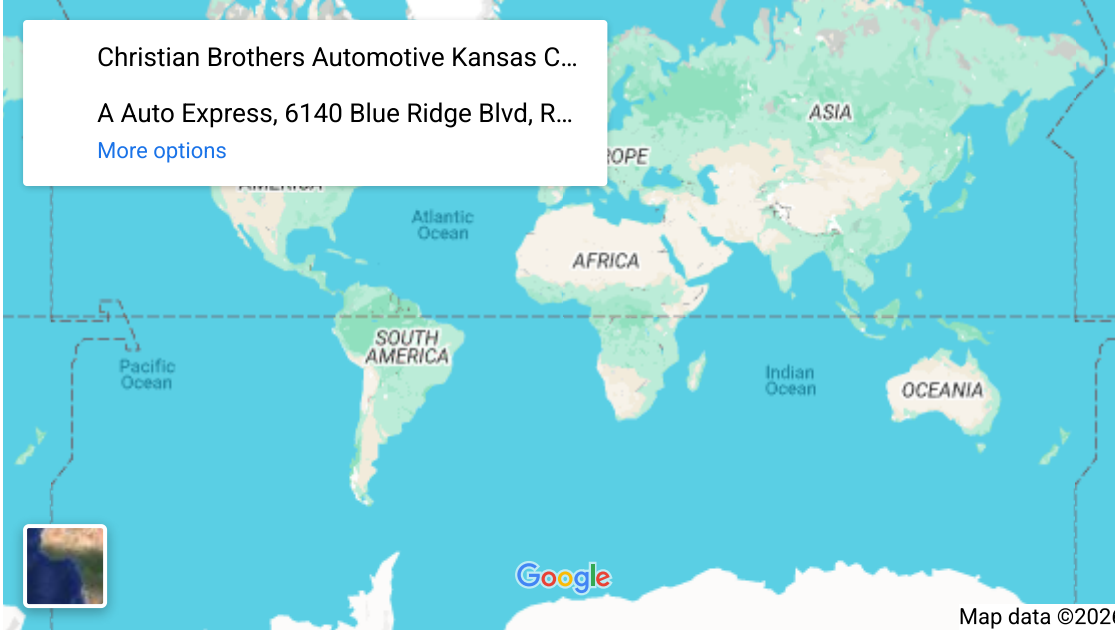 Christian Brothers Automotive Kansas C...
A Auto Express, 6140 Blue Ridge Blvd, R...
More options
ASIA
ROPE
AMERICA
Atlantic
Ocean
AFRICA
SOUTH
AMERICA
Pacific
Ocean
Indian
Ocean
OCEANIA
Google
Map data ©2026